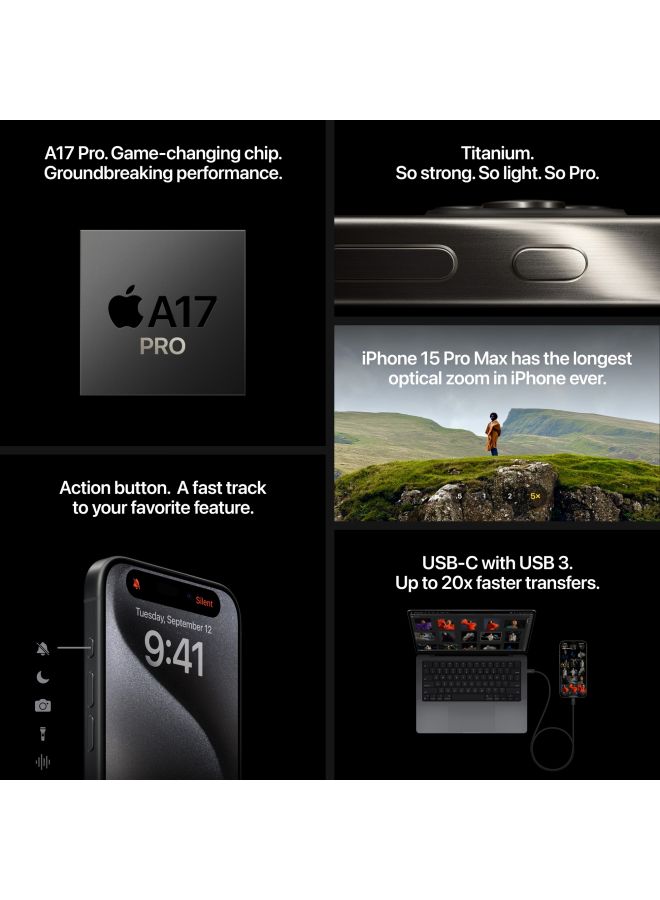 A17 Pro. Game-changing chip.
Groundbreaking performance.
A17
PRO
Titanium.
So strong. So light. So Pro.
iPhone 15 Pro Max has the longest
optical zoom in iPhone ever.
.5 1 2 5×
Action button. A fast track
to your favorite feature.
Silent
Tuesday, September 12
9:41
USB-C with USB 3.
Up to 20x faster transfers.